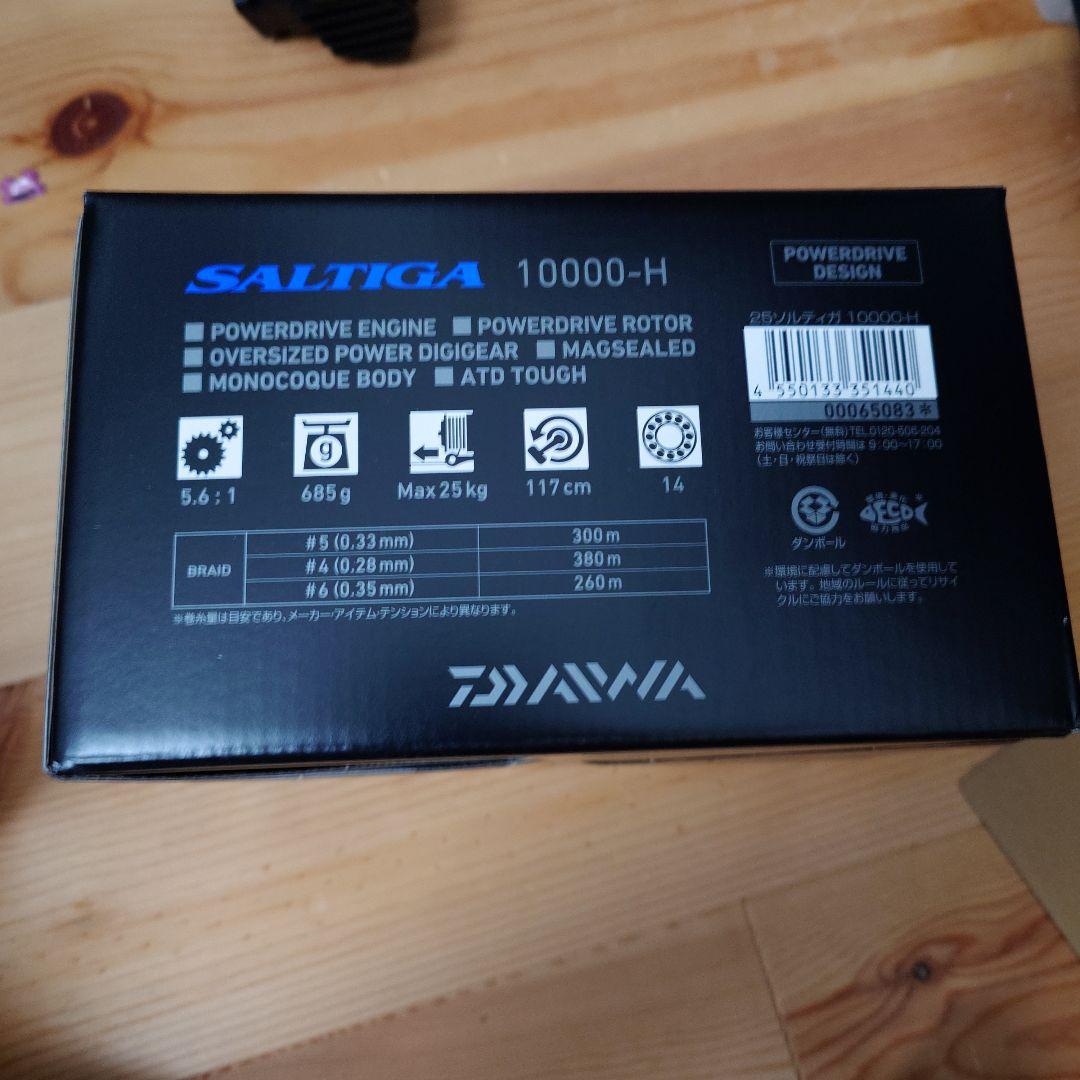 SALTIGA 10000-H
POWERDRIVE DESIGN
POWERDRIVE ENGINE POWERDRIVE ROTOR
OVERSIZED POWER DIGIGEAR MAGSEALED
MONOCOQUE BODY ATD TOUGH
g
5.6:1 685g Max 25kg 117cm 14
BRAID
#5 (0.33mm) 300m
#4 (0.28mm) 380m
#6 (0.35mm) 260m
※巻糸量は目安であり、メーカー・アイテム・テンションにより異なります。
25ソルティガ 10000-H
4 550133 351440
00065083*
お客様センター(無料)TEL.0120-506-204
お問い合わせ受付時間は 9:00〜17:00
(土・日・祝祭日は除く)
ダンボール
ECO
※環境に配慮してダンボールを使用して
います。地域のルールに従ってリサイ
クルにご協力をお願いします。
DAIWA